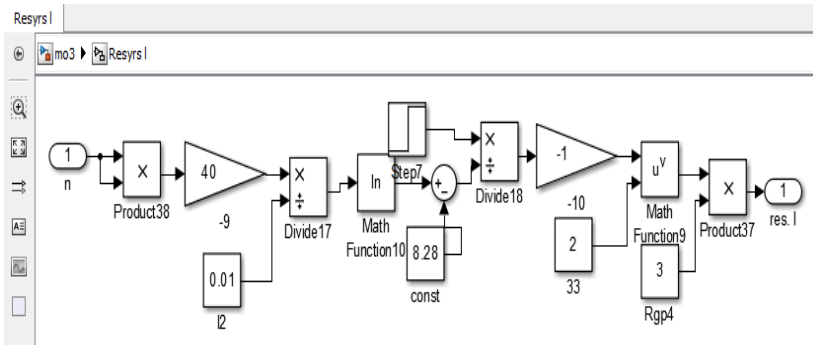 Resyrs l
mo3 Resyrs l
1
n
×
Product38
40
-9
×
÷
Divide17
0.01
l2
ln
Math
Function10
Step7
+
−
8.28
const
×
÷
Divide18
-1
-10
2
33
uᵛ
Math
Function9
3
Rgp4
×
Product37
1
res. l